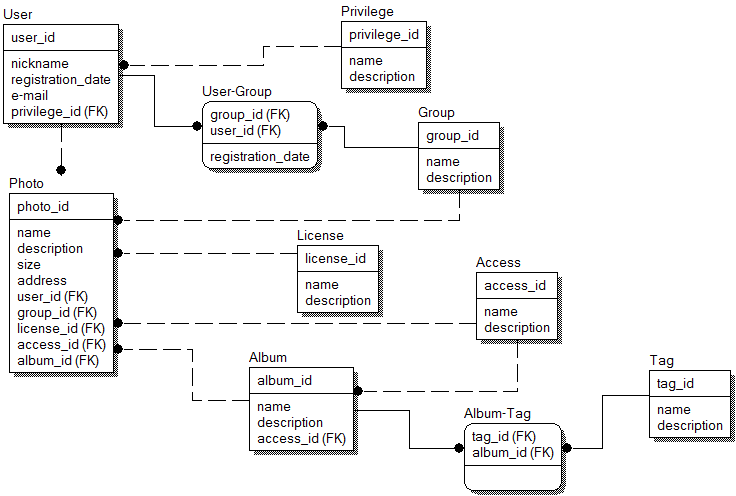 User
user_id
nickname
registration_date
e-mail
privilege_id (FK)
Privilege
privilege_id
name
description
User-Group
group_id (FK)
user_id (FK)
registration_date
Group
group_id
name
description
Photo
photo_id
name
description
size
address
user_id (FK)
group_id (FK)
license_id (FK)
access_id (FK)
album_id (FK)
License
license_id
name
description
Access
access_id
name
description
Album
album_id
name
description
access_id (FK)
Album-Tag
tag_id (FK)
album_id (FK)
Tag
tag_id
name
description